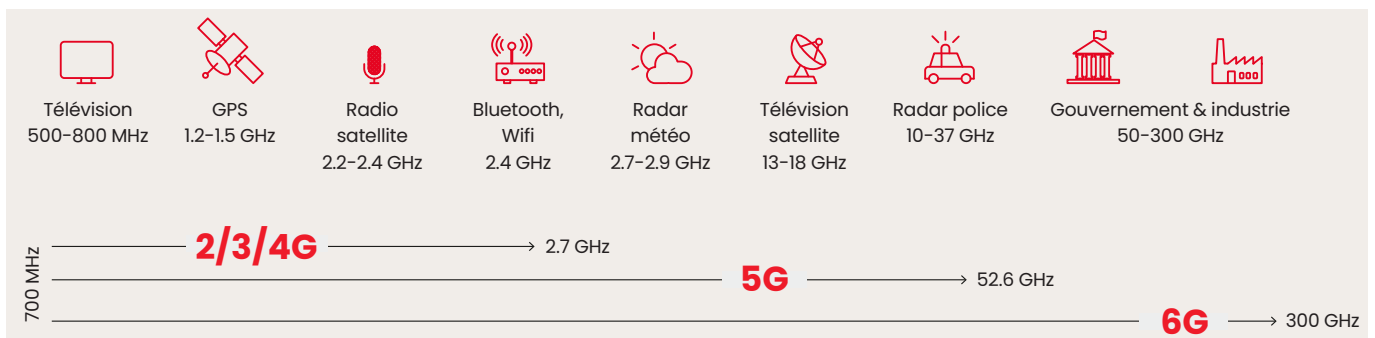 Télévision
500-800 MHz
GPS
1.2-1.5 GHz
Radio
satellite
2.2-2.4 GHz
Bluetooth,
Wifi
2.4 GHz
Radar
météo
2.7-2.9 GHz
Télévision
satellite
13-18 GHz
Radar police
10-37 GHz
Gouvernement & industrie
50-300 GHz
700 MHz
2/3/4G
2.7 GHz
5G
52.6 GHz
6G
300 GHz